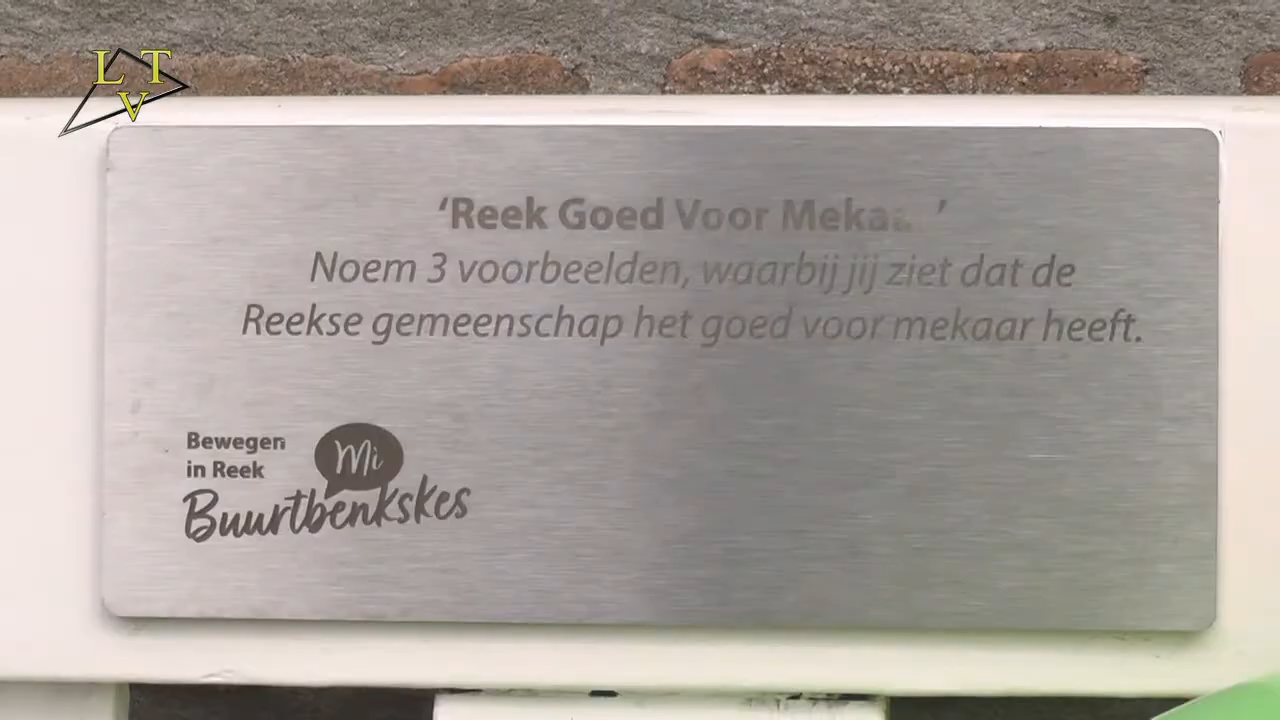 L T
V
‘Reek Goed Voor Mekaar’
Noem 3 voorbeelden, waarbij jij ziet dat de
Reekse gemeenschap het goed voor mekaar heeft.
Bewegen
in Reek
Mi
Buurtbenkskes